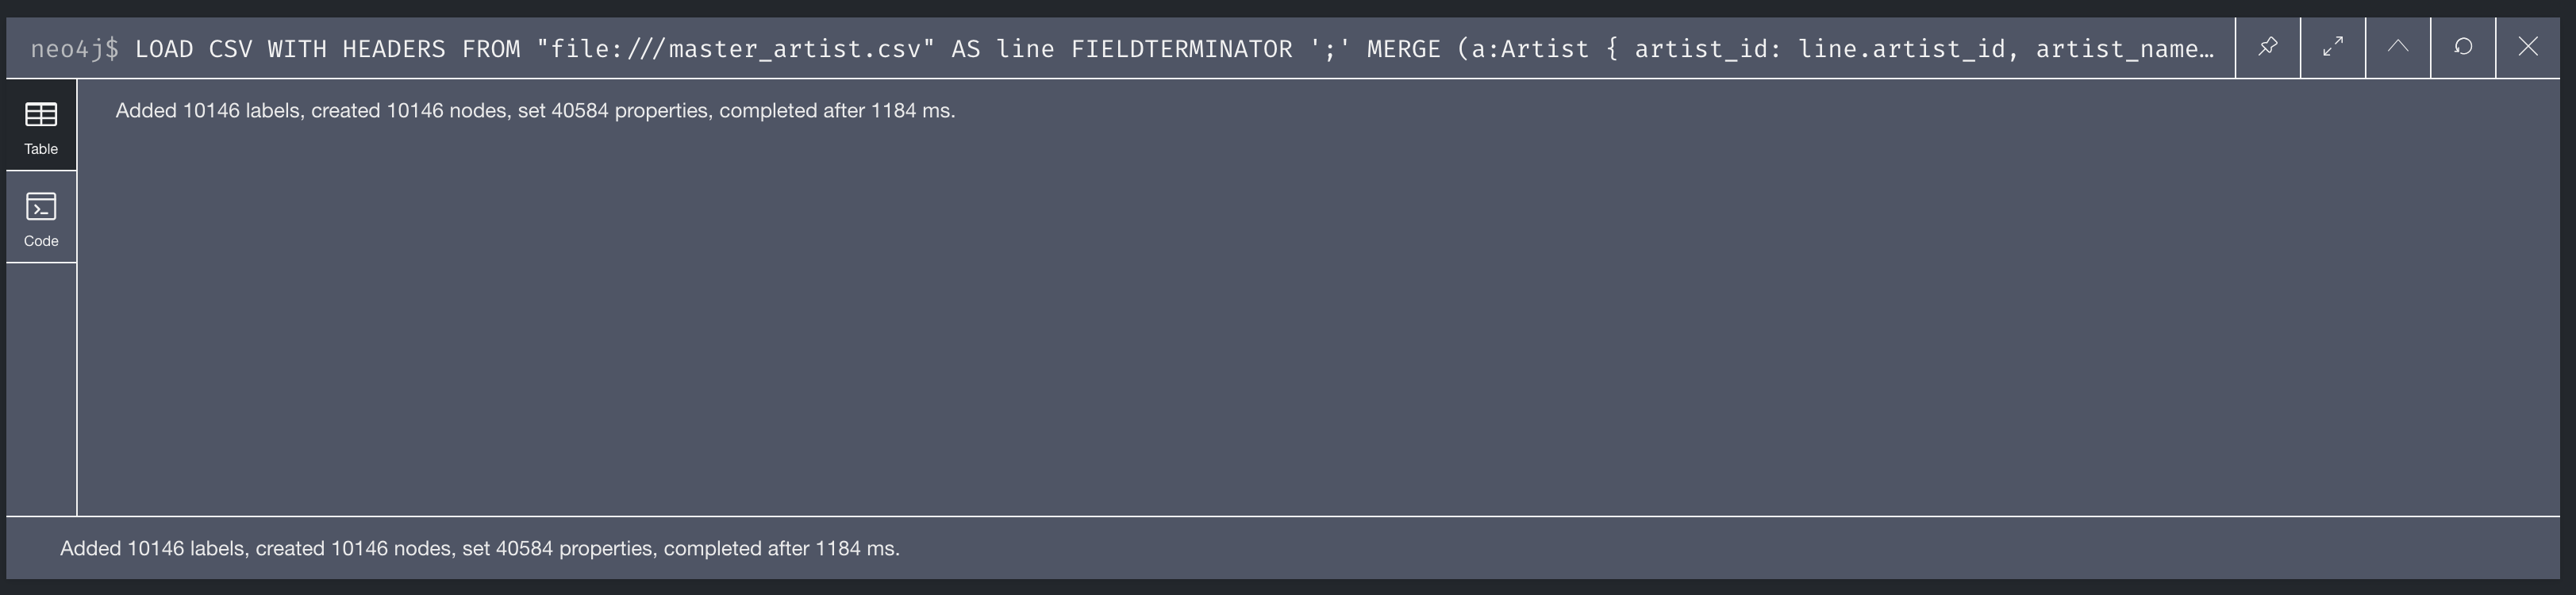 neo4j$ LOAD CSV WITH HEADERS FROM "file:///master_artist.csv" AS line FIELDTERMINATOR ';' MERGE (a:Artist { artist_id: line.artist_id, artist_name…
Added 10146 labels, created 10146 nodes, set 40584 properties, completed after 1184 ms.
Table
Code
Added 10146 labels, created 10146 nodes, set 40584 properties, completed after 1184 ms.